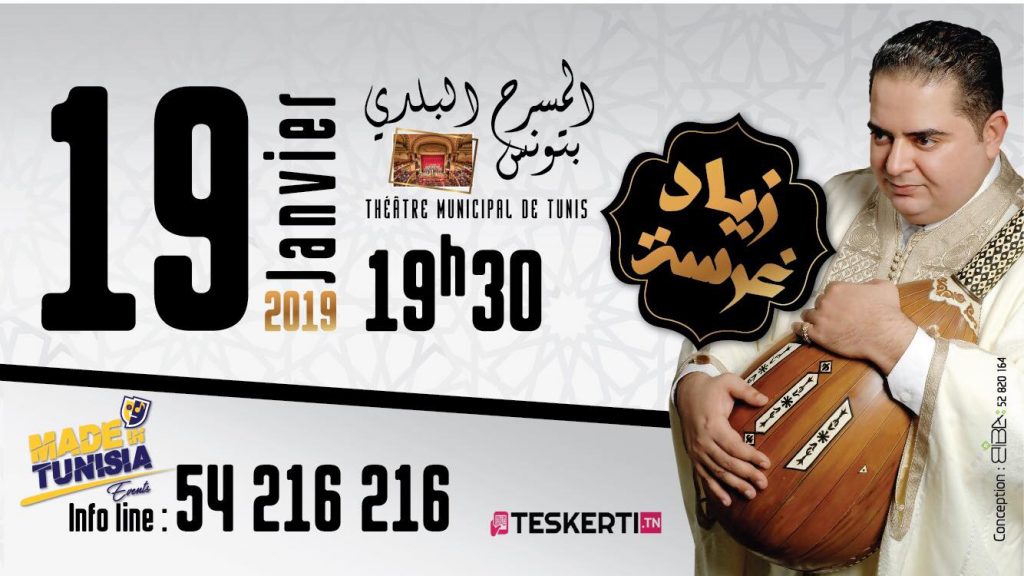 19
Janvier
2019
المسرح البلدي
بتونس
THÉÂTRE MUNICIPAL DE TUNIS
19h30
زياد
غرسة
MADE IN
TUNISIA
Events
Info line : 54 216 216
TESKERTI.TN
Conception :
52 820 164